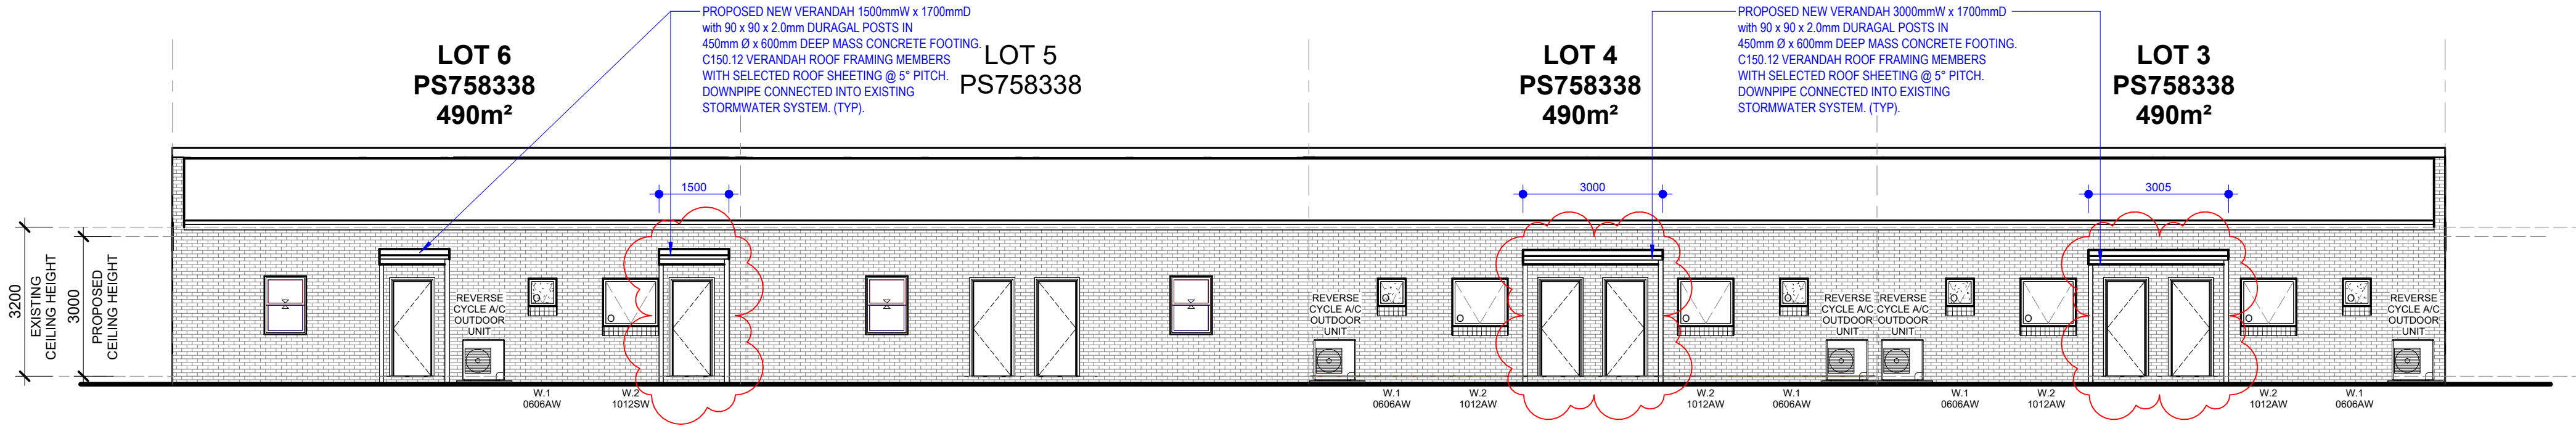 PROPOSED NEW VERANDAH 1500mmW x 1700mmD
with 90 x 90 x 2.0mm DURAGAL POSTS IN
450mm Ø x 600mm DEEP MASS CONCRETE FOOTING.
C150.12 VERANDAH ROOF FRAMING MEMBERS
WITH SELECTED ROOF SHEETING @ 5° PITCH.
DOWNPIPE CONNECTED INTO EXISTING
STORMWATER SYSTEM. (TYP).
PROPOSED NEW VERANDAH 3000mmW x 1700mmD
with 90 x 90 x 2.0mm DURAGAL POSTS IN
450mm Ø x 600mm DEEP MASS CONCRETE FOOTING.
C150.12 VERANDAH ROOF FRAMING MEMBERS
WITH SELECTED ROOF SHEETING @ 5° PITCH.
DOWNPIPE CONNECTED INTO EXISTING
STORMWATER SYSTEM. (TYP).
LOT 6
PS758338
490m²
LOT 5
PS758338
LOT 4
PS758338
490m²
LOT 3
PS758338
490m²
1500
3000
3005
3200
EXISTING
CEILING HEIGHT
3000
PROPOSED
CEILING HEIGHT
REVERSE
CYCLE A/C
OUTDOOR
UNIT
REVERSE
CYCLE A/C
OUTDOOR
UNIT
REVERSE
CYCLE A/C
OUTDOOR
UNIT
REVERSE
CYCLE A/C
OUTDOOR
UNIT
REVERSE
CYCLE A/C
OUTDOOR
UNIT
W.1
0606AW
W.2
1012SW
W.1
0606AW
W.2
1012AW
W.2
1012AW
W.1
0606AW
W.1
0606AW
W.2
1012AW
W.2
1012AW
W.1
0606AW